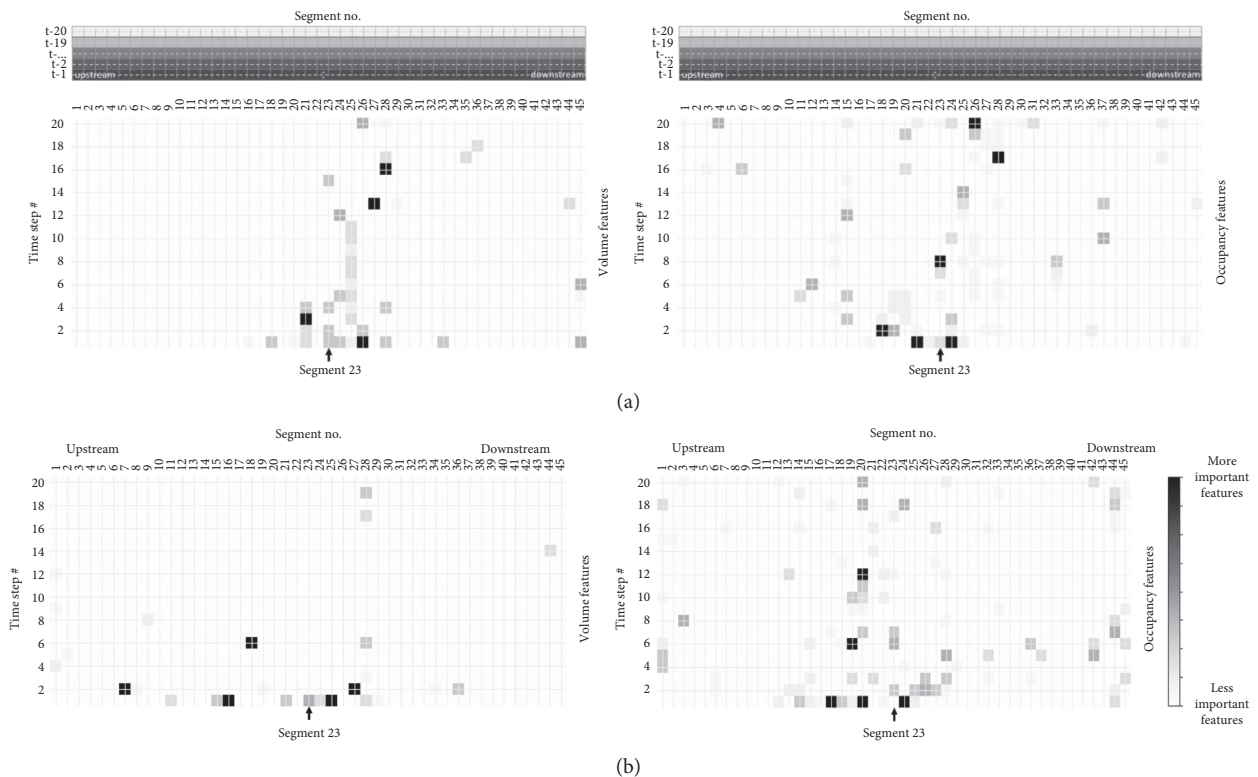 Segment no.
Segment no.
t-20
t-19
t-...
t-2
t-1
upstream
downstream
t-20
t-19
t-...
t-2
t-1
upstream
downstream
1 2 3 4 5 6 7 8 9 10 11 12 13 14 15 16 17 18 19 20 21 22 23 24 25 26 27 28 29 30 31 32 33 34 35 36 37 38 39 40 41 42 43 44 45
20
18
16
14
12
10
8
6
4
2
Time step #
Volume features
Segment 23
1 2 3 4 5 6 7 8 9 10 11 12 13 14 15 16 17 18 19 20 21 22 23 24 25 26 27 28 29 30 31 32 33 34 35 36 37 38 39 40 41 42 43 44 45
20
18
16
14
12
10
8
6
4
2
Time step #
Occupancy features
Segment 23
(a)
Segment no.
Upstream
Downstream
1 2 3 4 5 6 7 8 9 10 11 12 13 14 15 16 17 18 19 20 21 22 23 24 25 26 27 28 29 30 31 32 33 34 35 36 37 38 39 40 41 42 43 44 45
20
18
16
14
12
10
8
6
4
2
Time step #
Volume features
Segment 23
Segment no.
Upstream
Downstream
1 2 3 4 5 6 7 8 9 10 11 12 13 14 15 16 17 18 19 20 21 22 23 24 25 26 27 28 29 30 31 32 33 34 35 36 37 38 39 40 41 42 43 44 45
20
18
16
14
12
10
8
6
4
2
Time step #
Occupancy features
Segment 23
More
important
features
Less
important
features
(b)